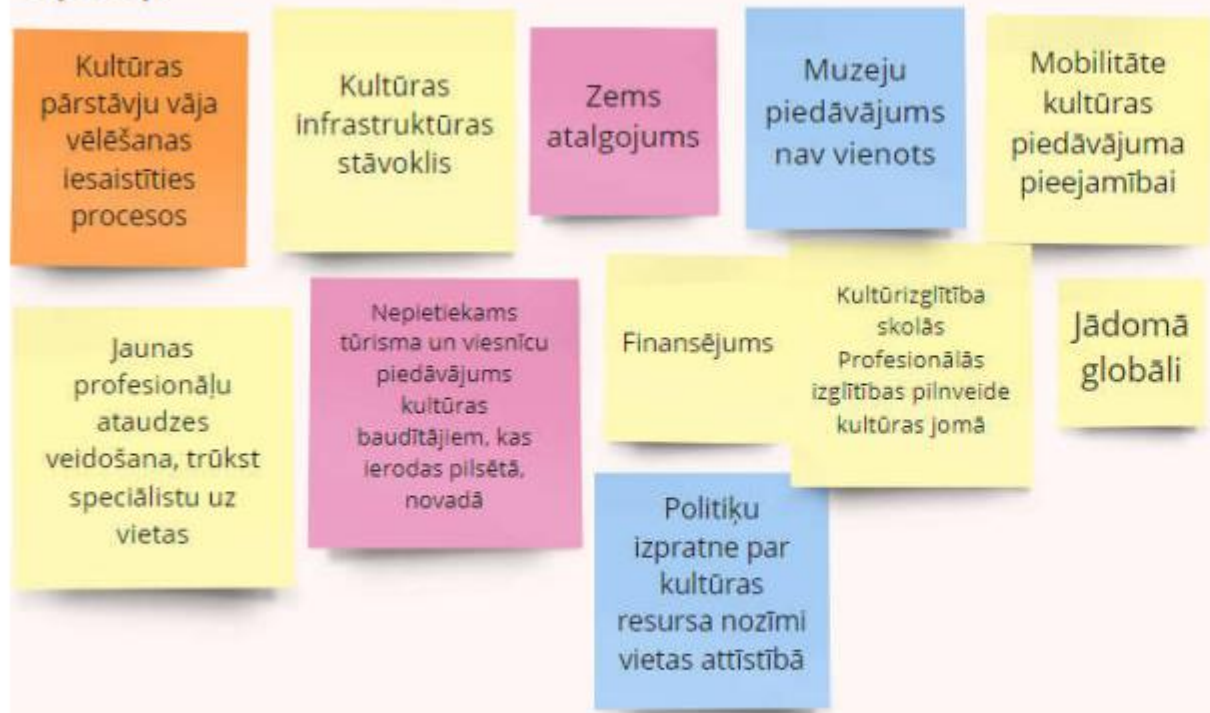 Kultūras
pārstāvju vāja
vēlēšanas
iesaistīties
procesos
Kultūras
infrastruktūras
stāvoklis
Zems
atalgojums
Muzeju
piedāvājums
nav vienots
Mobilitāte
kultūras
piedāvājuma
pieejamībai
Jaunas
profesionāļu
ataudzes
veidošana, trūkst
speciālistu uz
vietas
Nepietiekams
tūrisma un viesnīcu
piedāvājums
kultūras
baudītājiem, kas
ierodas pilsētā,
novadā
Finansējums
Kultūrizglītība
skolās
Profesionālās
izglītības pilnveide
kultūras jomā
Jādomā
globāli
Politiķu
izpratne par
kultūras
resursa nozīmi
vietas attīstībā